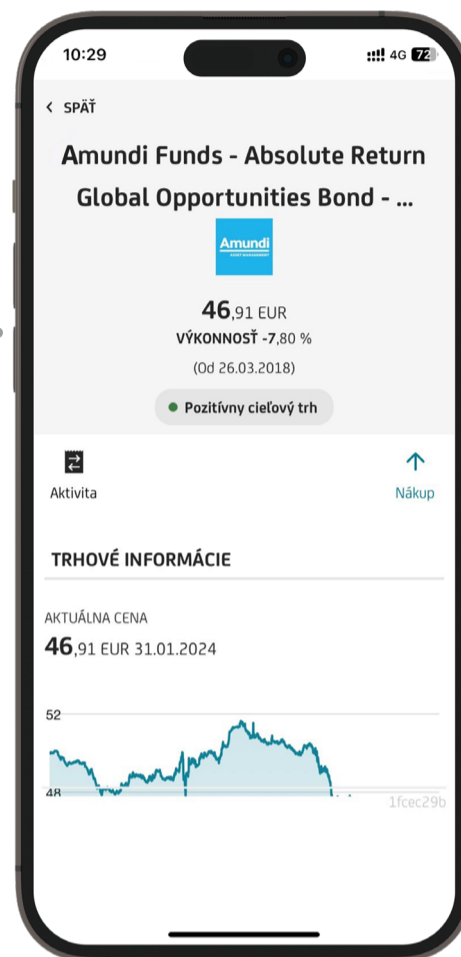 10:29
4G 72
SPÄŤ
Amundi Funds - Absolute Return
Global Opportunities Bond - ...
Amundi
ASSET MANAGEMENT
46,91 EUR
VÝKONNOSŤ -7,80 %
(Od 26.03.2018)
Pozitívny cieľový trh
Aktivita
Nákup
TRHOVÉ INFORMÁCIE
AKTUÁLNA CENA
46,91 EUR 31.01.2024
52
48
1fcec29b